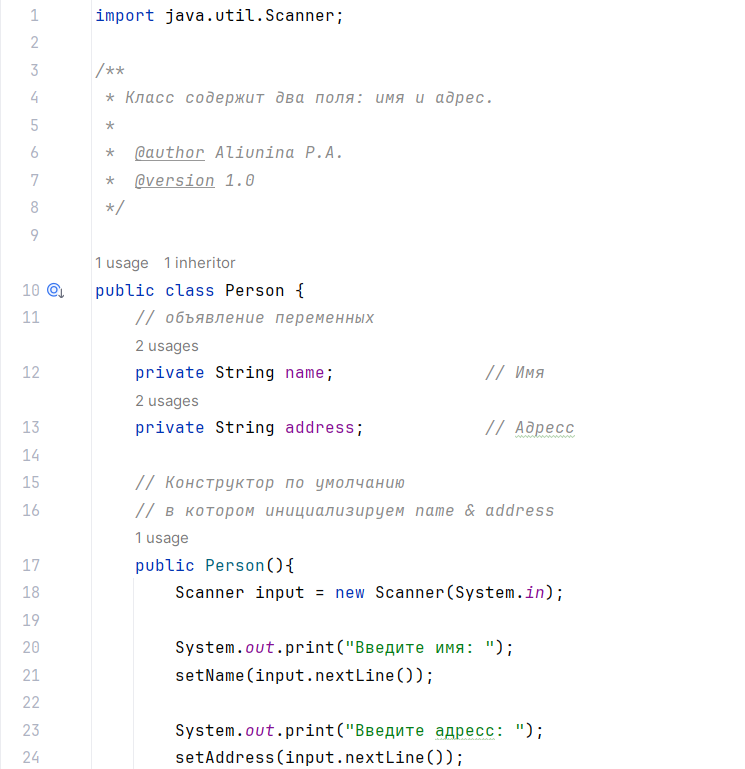 1 import java.util.Scanner;
2
3 /**
4 * Класс содержит два поля: имя и адрес.
5 *
6 * @author Aliunina P.A.
7 * @version 1.0
8 */
9
1 usage 1 inheritor
10 public class Person {
11 // объявление переменных
2 usages
12 private String name; // Имя
2 usages
13 private String address; // Адресс
14
15 // Конструктор по умолчанию
16 // в котором инициализируем name & address
1 usage
17 public Person(){
18 Scanner input = new Scanner(System.in);
19
20 System.out.print("Введите имя: ");
21 setName(input.nextLine());
22
23 System.out.print("Введите адресс: ");
24 setAddress(input.nextLine());